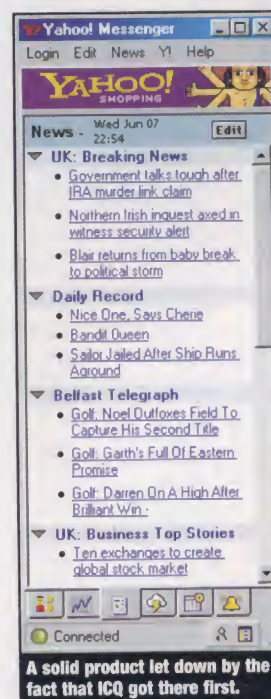 Yahoo! Messenger
Login Edit News Y! Help
YAHOO!
SHOPPING
News - Wed Jun 07
22:54
Edit
UK: Breaking News
Government talks tough after
IRA murder link claim
Northern Irish inquest axed in
witness security alert
Blair returns from baby break
to political storm
Daily Record
Nice One, Says Cherie
Bandit Queen
Sailor Jailed After Ship Runs
Aground
Belfast Telegraph
Golf: Noel Outfoxes Field To
Capture His Second Title
Golf: Garth's Full Of Eastern
Promise
Golf: Darren On A High After
Brilliant Win -
UK: Business Top Stories
Ten exchanges to create
global stock market
Connected
A solid product let down by the
fact that ICQ got there first.